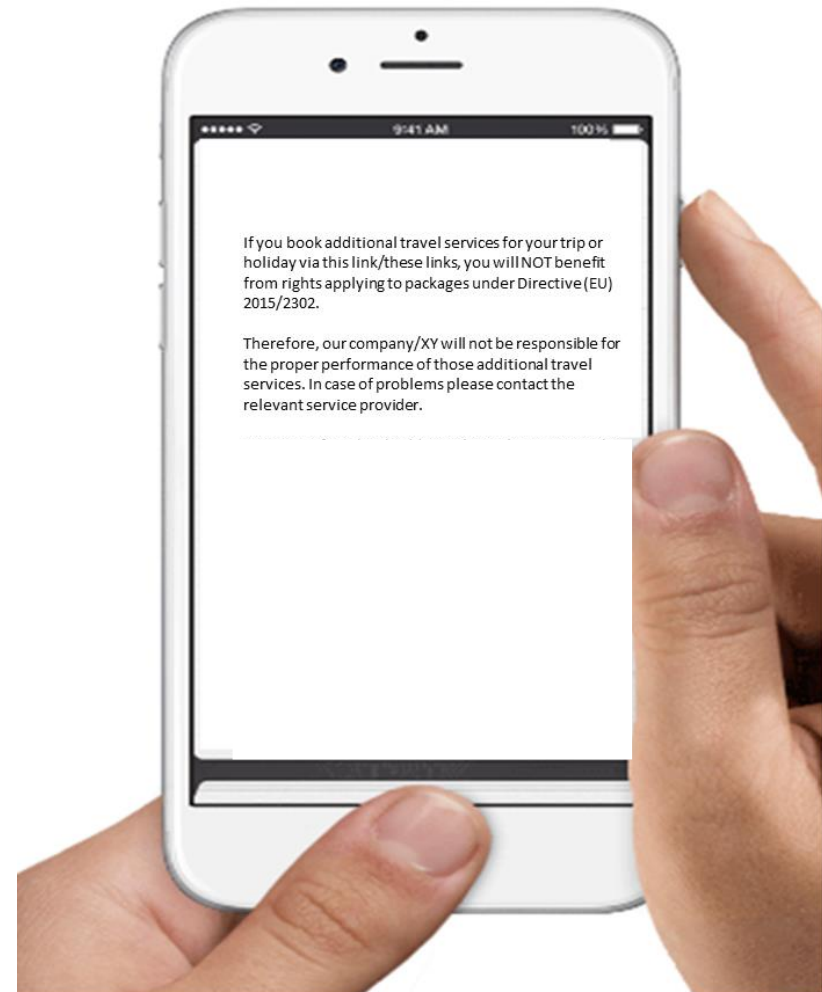 9:41 AM 100%
If you book additional travel services for your trip or
holiday via this link/these links, you will NOT benefit
from rights applying to packages under Directive (EU)
2015/2302.
Therefore, our company/XY will not be responsible for
the proper performance of those additional travel
services. In case of problems please contact the
relevant service provider.